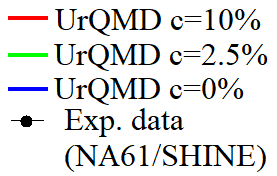 UrQMD c=10%
UrQMD c=2.5%
UrQMD c=0%
Exp. data
(NA61/SHINE)